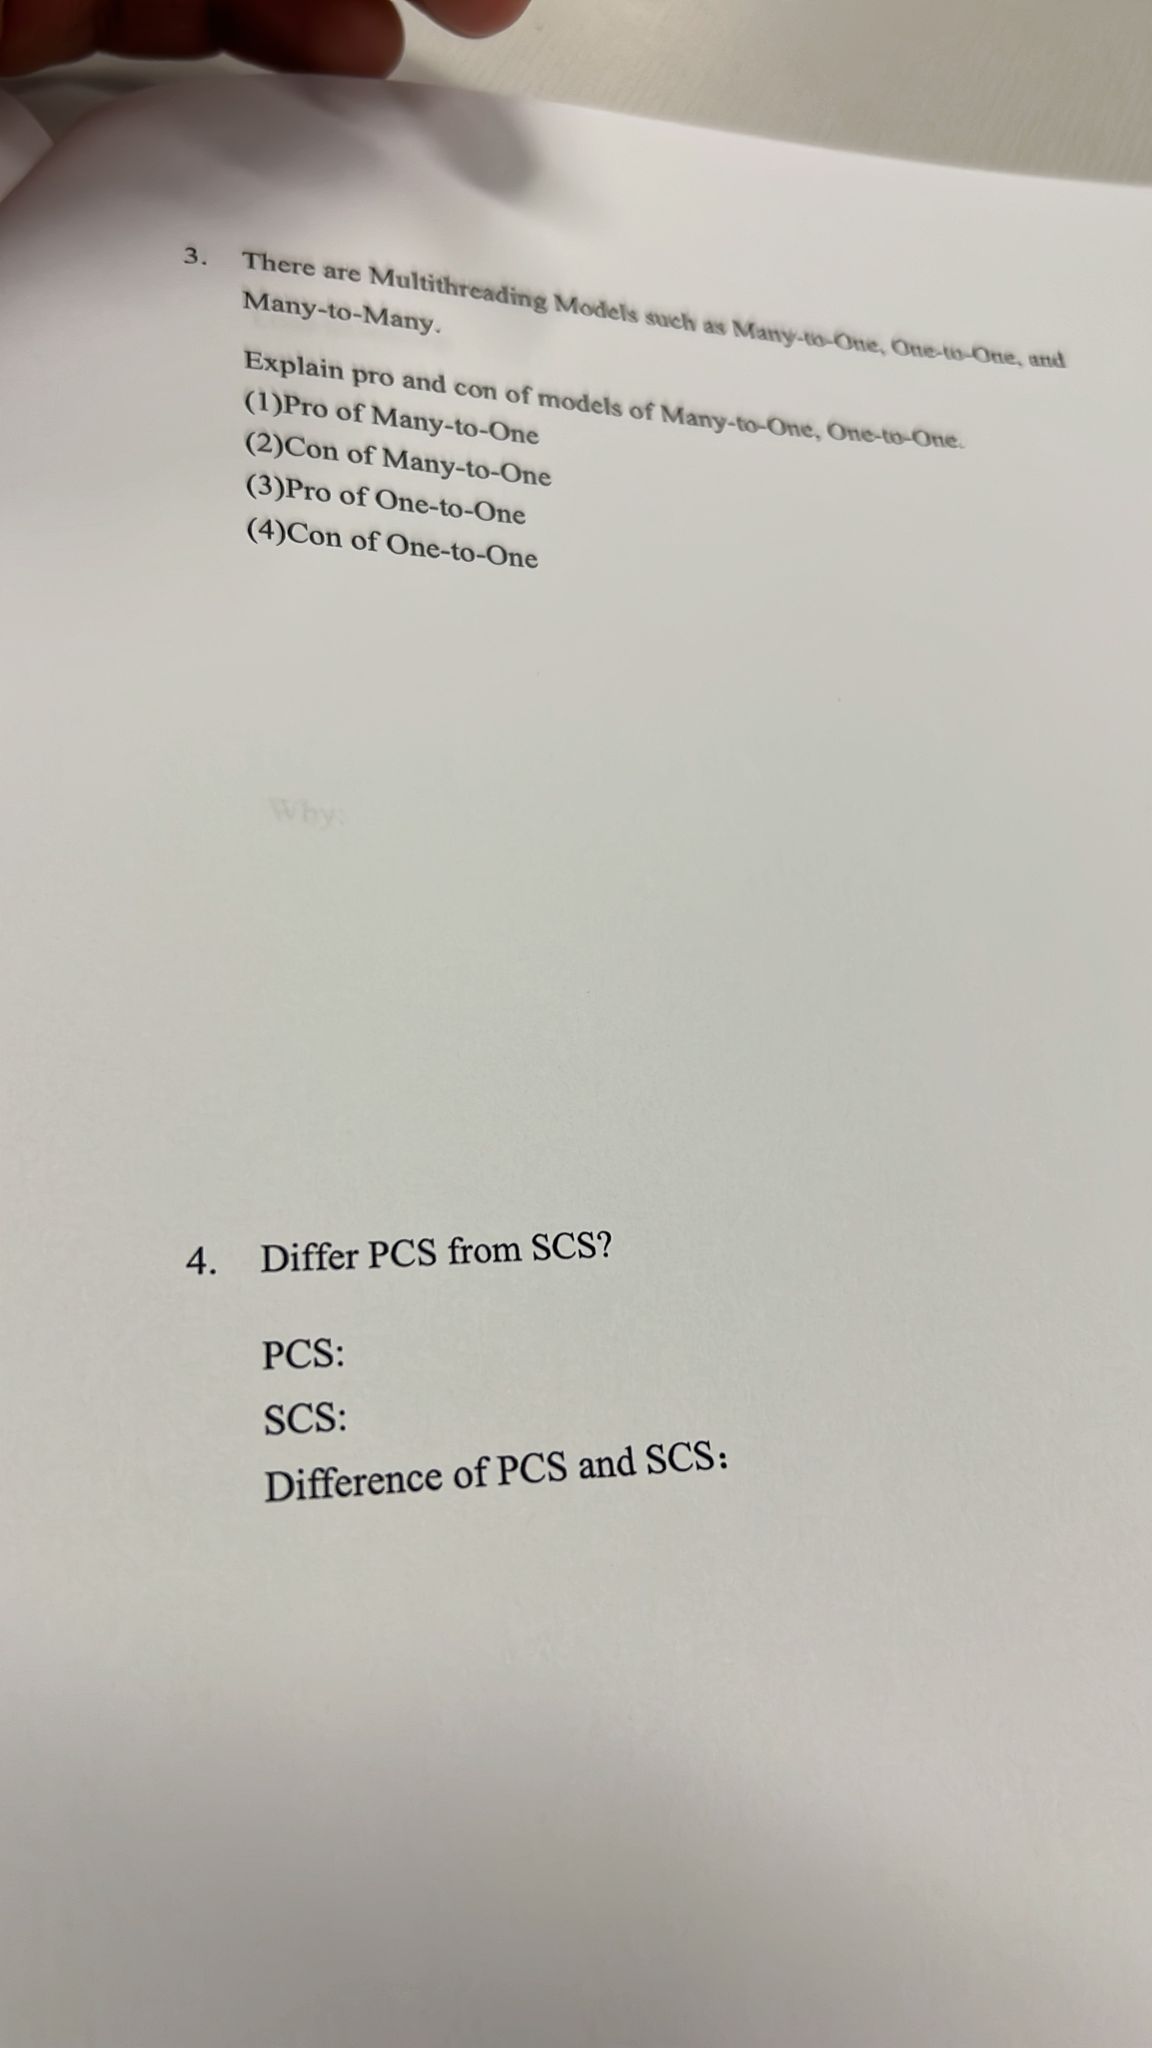 3. There are Multithreading Models such as Many-to-One, One-to-One, and
Many-to-Many.
Explain pro and con of models of Many-to-One, One-to-One.
(1)Pro of Many-to-One
(2)Con of Many-to-One
(3)Pro of One-to-One
(4)Con of One-to-One
Why:
4. Differ PCS from SCS?
PCS:
SCS:
Difference of PCS and SCS: